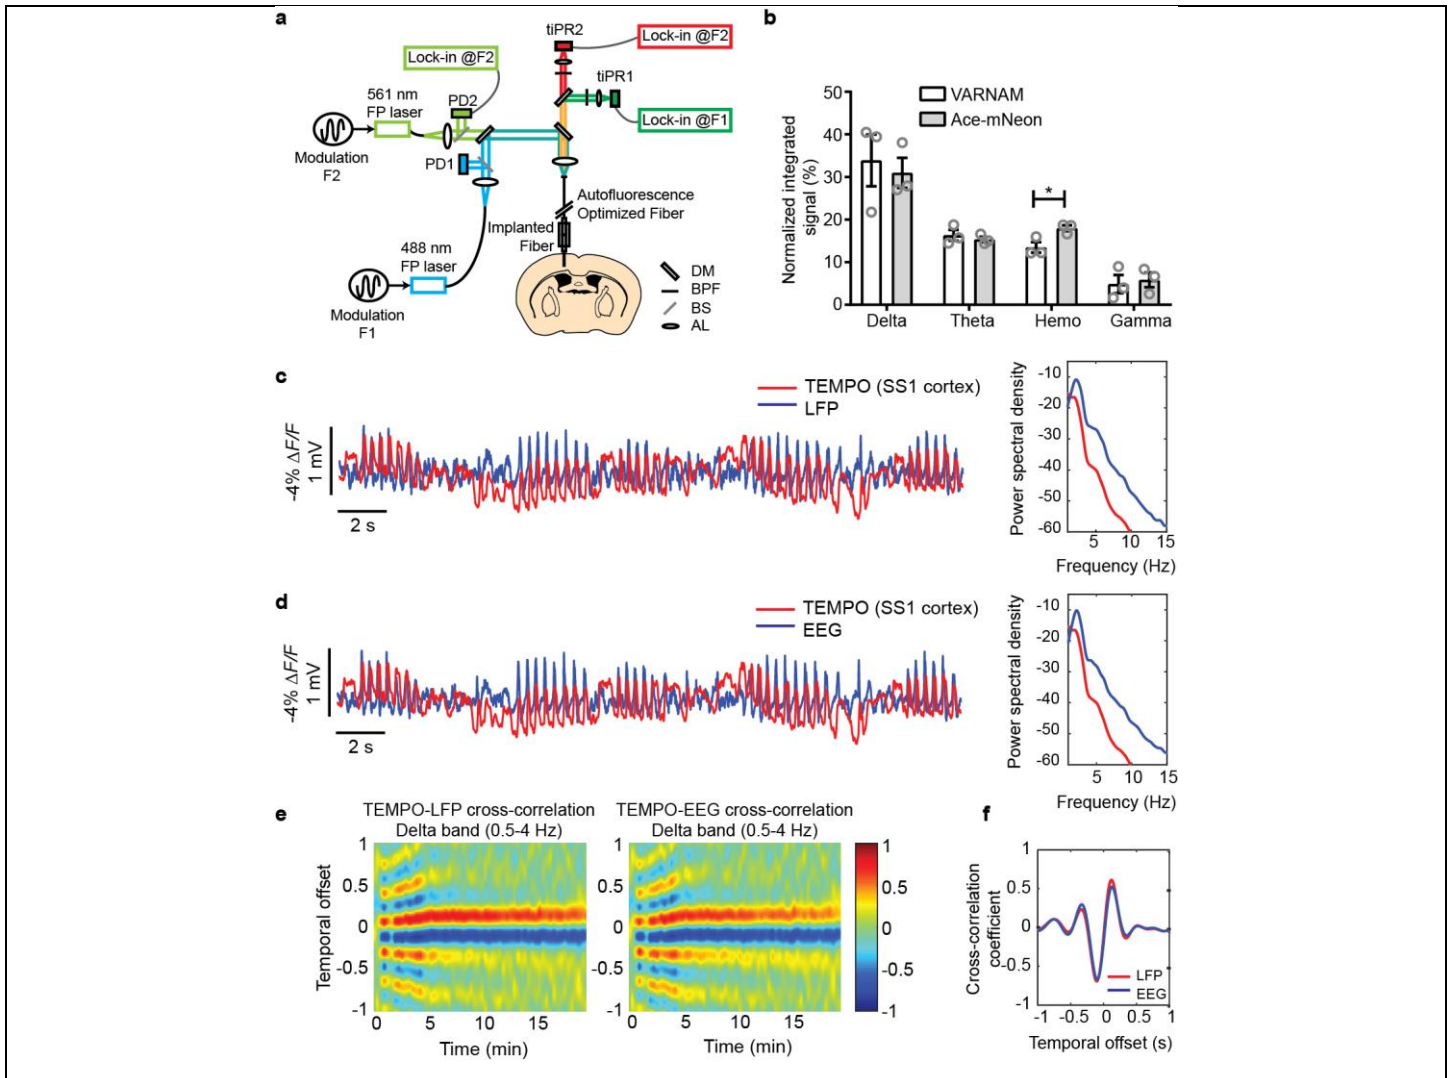 a
tiPR2
Lock-in @F2
Lock-in @F2
tiPR1
561 nm
FP laser
PD2
Lock-in @F1
Modulation
F2
PD1
Autofluorescence
Optimized Fiber
Implanted
Fiber
488 nm
FP laser
Modulation
F1
DM
BPF
BS
AL
b
VARNAM
Ace-mNeon
Normalized integrated
signal (%)
50
40
30
20
10
0
*
Delta Theta Hemo Gamma
c
TEMPO (SS1 cortex)
LFP
-4% ΔF/F
1 mV
2 s
Power spectral density
-10
-20
-30
-40
-50
-60
5 10 15
Frequency (Hz)
d
TEMPO (SS1 cortex)
EEG
-4% ΔF/F
1 mV
2 s
Power spectral density
-10
-20
-30
-40
-50
-60
5 10 15
Frequency (Hz)
e
TEMPO-LFP cross-correlation
Delta band (0.5-4 Hz)
Temporal offset
1
0.5
0
-0.5
-1
0 5 10 15
Time (min)
TEMPO-EEG cross-correlation
Delta band (0.5-4 Hz)
1
0.5
0
-0.5
-1
0 5 10 15
Time (min)
1
0.5
0
-0.5
-1
f
Cross-correlation
coefficient
1
0.5
0
-0.5
-1
LFP
EEG
-1 -0.5 0 0.5 1
Temporal offset (s)